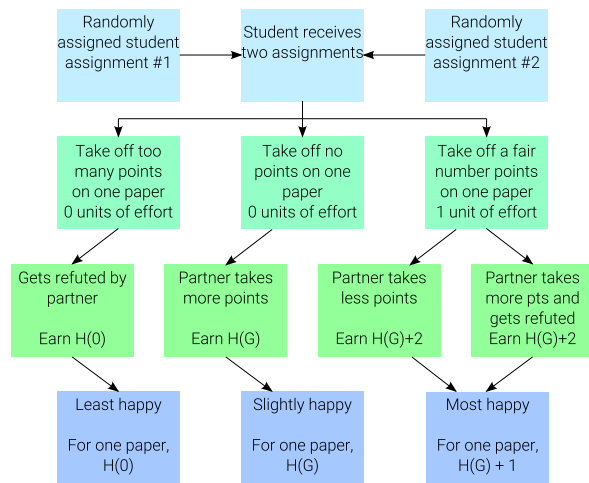 Randomly
assigned student
assignment #1
Student receives
two assignments
Randomly
assigned student
assignment #2
Take off too
many points
on one paper
0 units of effort
Take off no
points on one
paper
0 units of effort
Take off a fair
number points
on one paper
1 unit of effort
Gets refuted by
partner
Earn H(0)
Partner takes
more points
Earn H(G)
Partner takes
less points
Earn H(G)+2
Partner takes
more pts and
gets refuted
Earn H(G)+2
Least happy
For one paper,
H(0)
Slightly happy
For one paper,
H(G)
Most happy
For one paper,
H(G) + 1